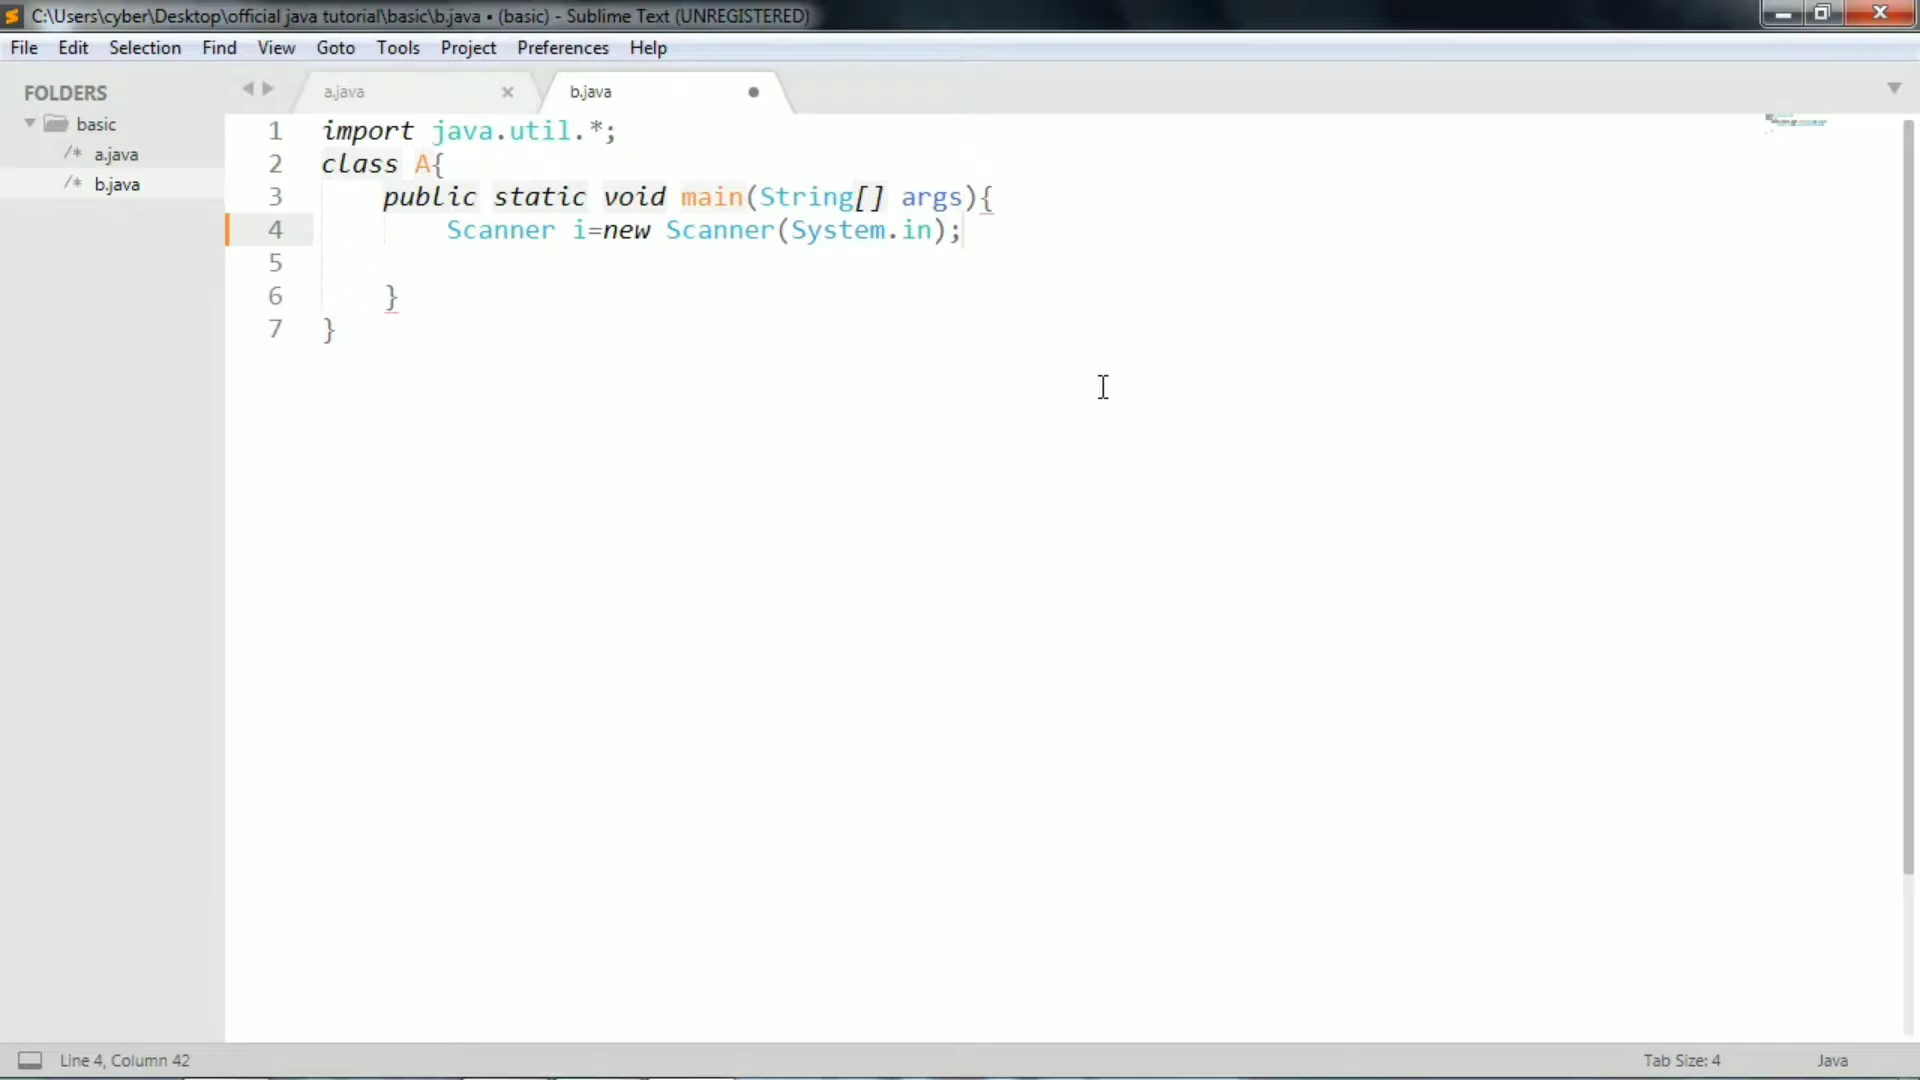 C:\Users\cyber\Desktop\official java tutorial\basic\b.java • (basic) - Sublime Text (UNREGISTERED)
File Edit Selection Find View Goto Tools Project Preferences Help
FOLDERS
basic
/* a.java
/* b.java
a.java
b.java
1 import java.util.*;
2 class A{
3 public static void main(String[] args){
4 Scanner i=new Scanner(System.in);
5
6 }
7 }
Line 4, Column 42
Tab Size: 4
Java